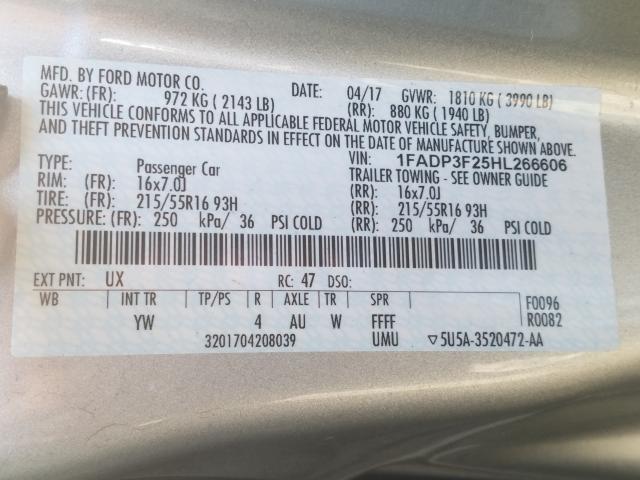 MFD. BY FORD MOTOR CO.
DATE: 04/17 GVWR: 1810 KG ( 3990 LB)
GAWR: (FR): 972 KG ( 2143 LB) (RR): 880 KG ( 1940 LB)
THIS VEHICLE CONFORMS TO ALL APPLICABLE FEDERAL MOTOR VEHICLE SAFETY, BUMPER,
AND THEFT PREVENTION STANDARDS IN EFFECT ON THE DATE OF MANUFACTURE SHOWN ABOVE.
VIN: 1FADP3F25HL266606
TYPE: Passenger Car TRAILER TOWING - SEE OWNER GUIDE
RIM: (FR): 16x7.0J (RR): 16x7.0J
TIRE: (FR): 215/55R16 93H (RR): 215/55R16 93H
PRESSURE: (FR): 250 kPa/ 36 PSI COLD (RR): 250 kPa/ 36 PSI COLD
EXT PNT: UX RC: 47 DSO:
WB INT TR TP/PS R AXLE TR SPR F0096
YW 4 AU W FFFF R0082
3201704208039 UMU ▽5U5A-3520472-AA